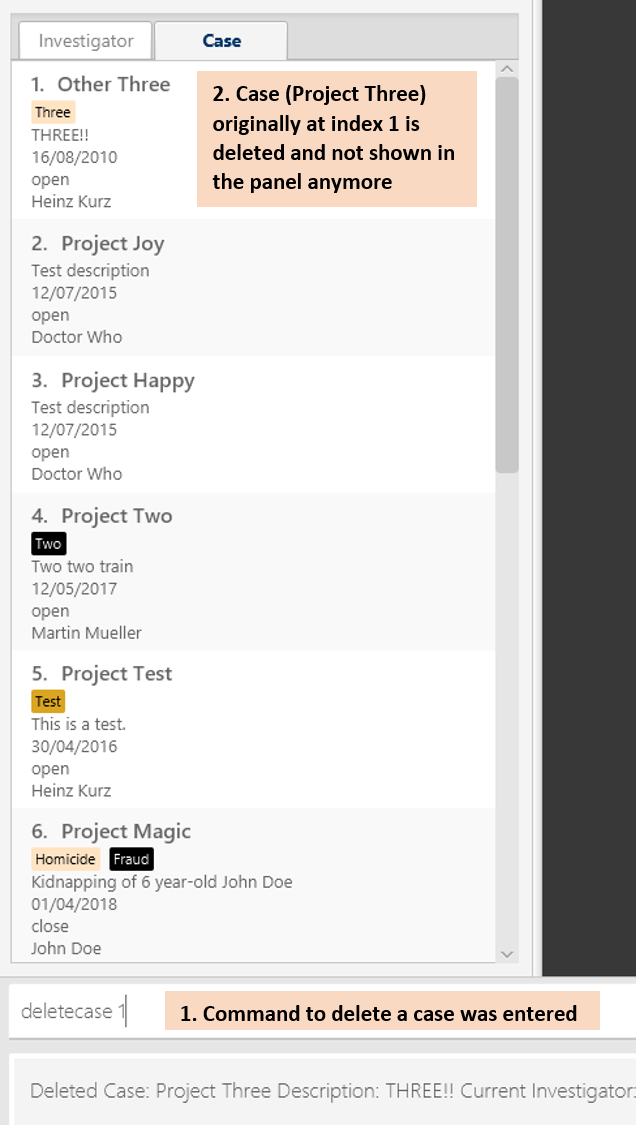 Investigator
Case
1. Other Three
Three
THREE!!
16/08/2010
open
Heinz Kurz
2. Case (Project Three)
originally at index 1 is
deleted and not shown in
the panel anymore
2. Project Joy
Test description
12/07/2015
open
Doctor Who
3. Project Happy
Test description
12/07/2015
open
Doctor Who
4. Project Two
Two
Two two train
12/05/2017
open
Martin Mueller
5. Project Test
Test
This is a test.
30/04/2016
open
Heinz Kurz
6. Project Magic
Homicide Fraud
Kidnapping of 6 year-old John Doe
01/04/2018
close
John Doe
deletecase 1
1. Command to delete a case was entered
Deleted Case: Project Three Description: THREE!! Current Investigator: